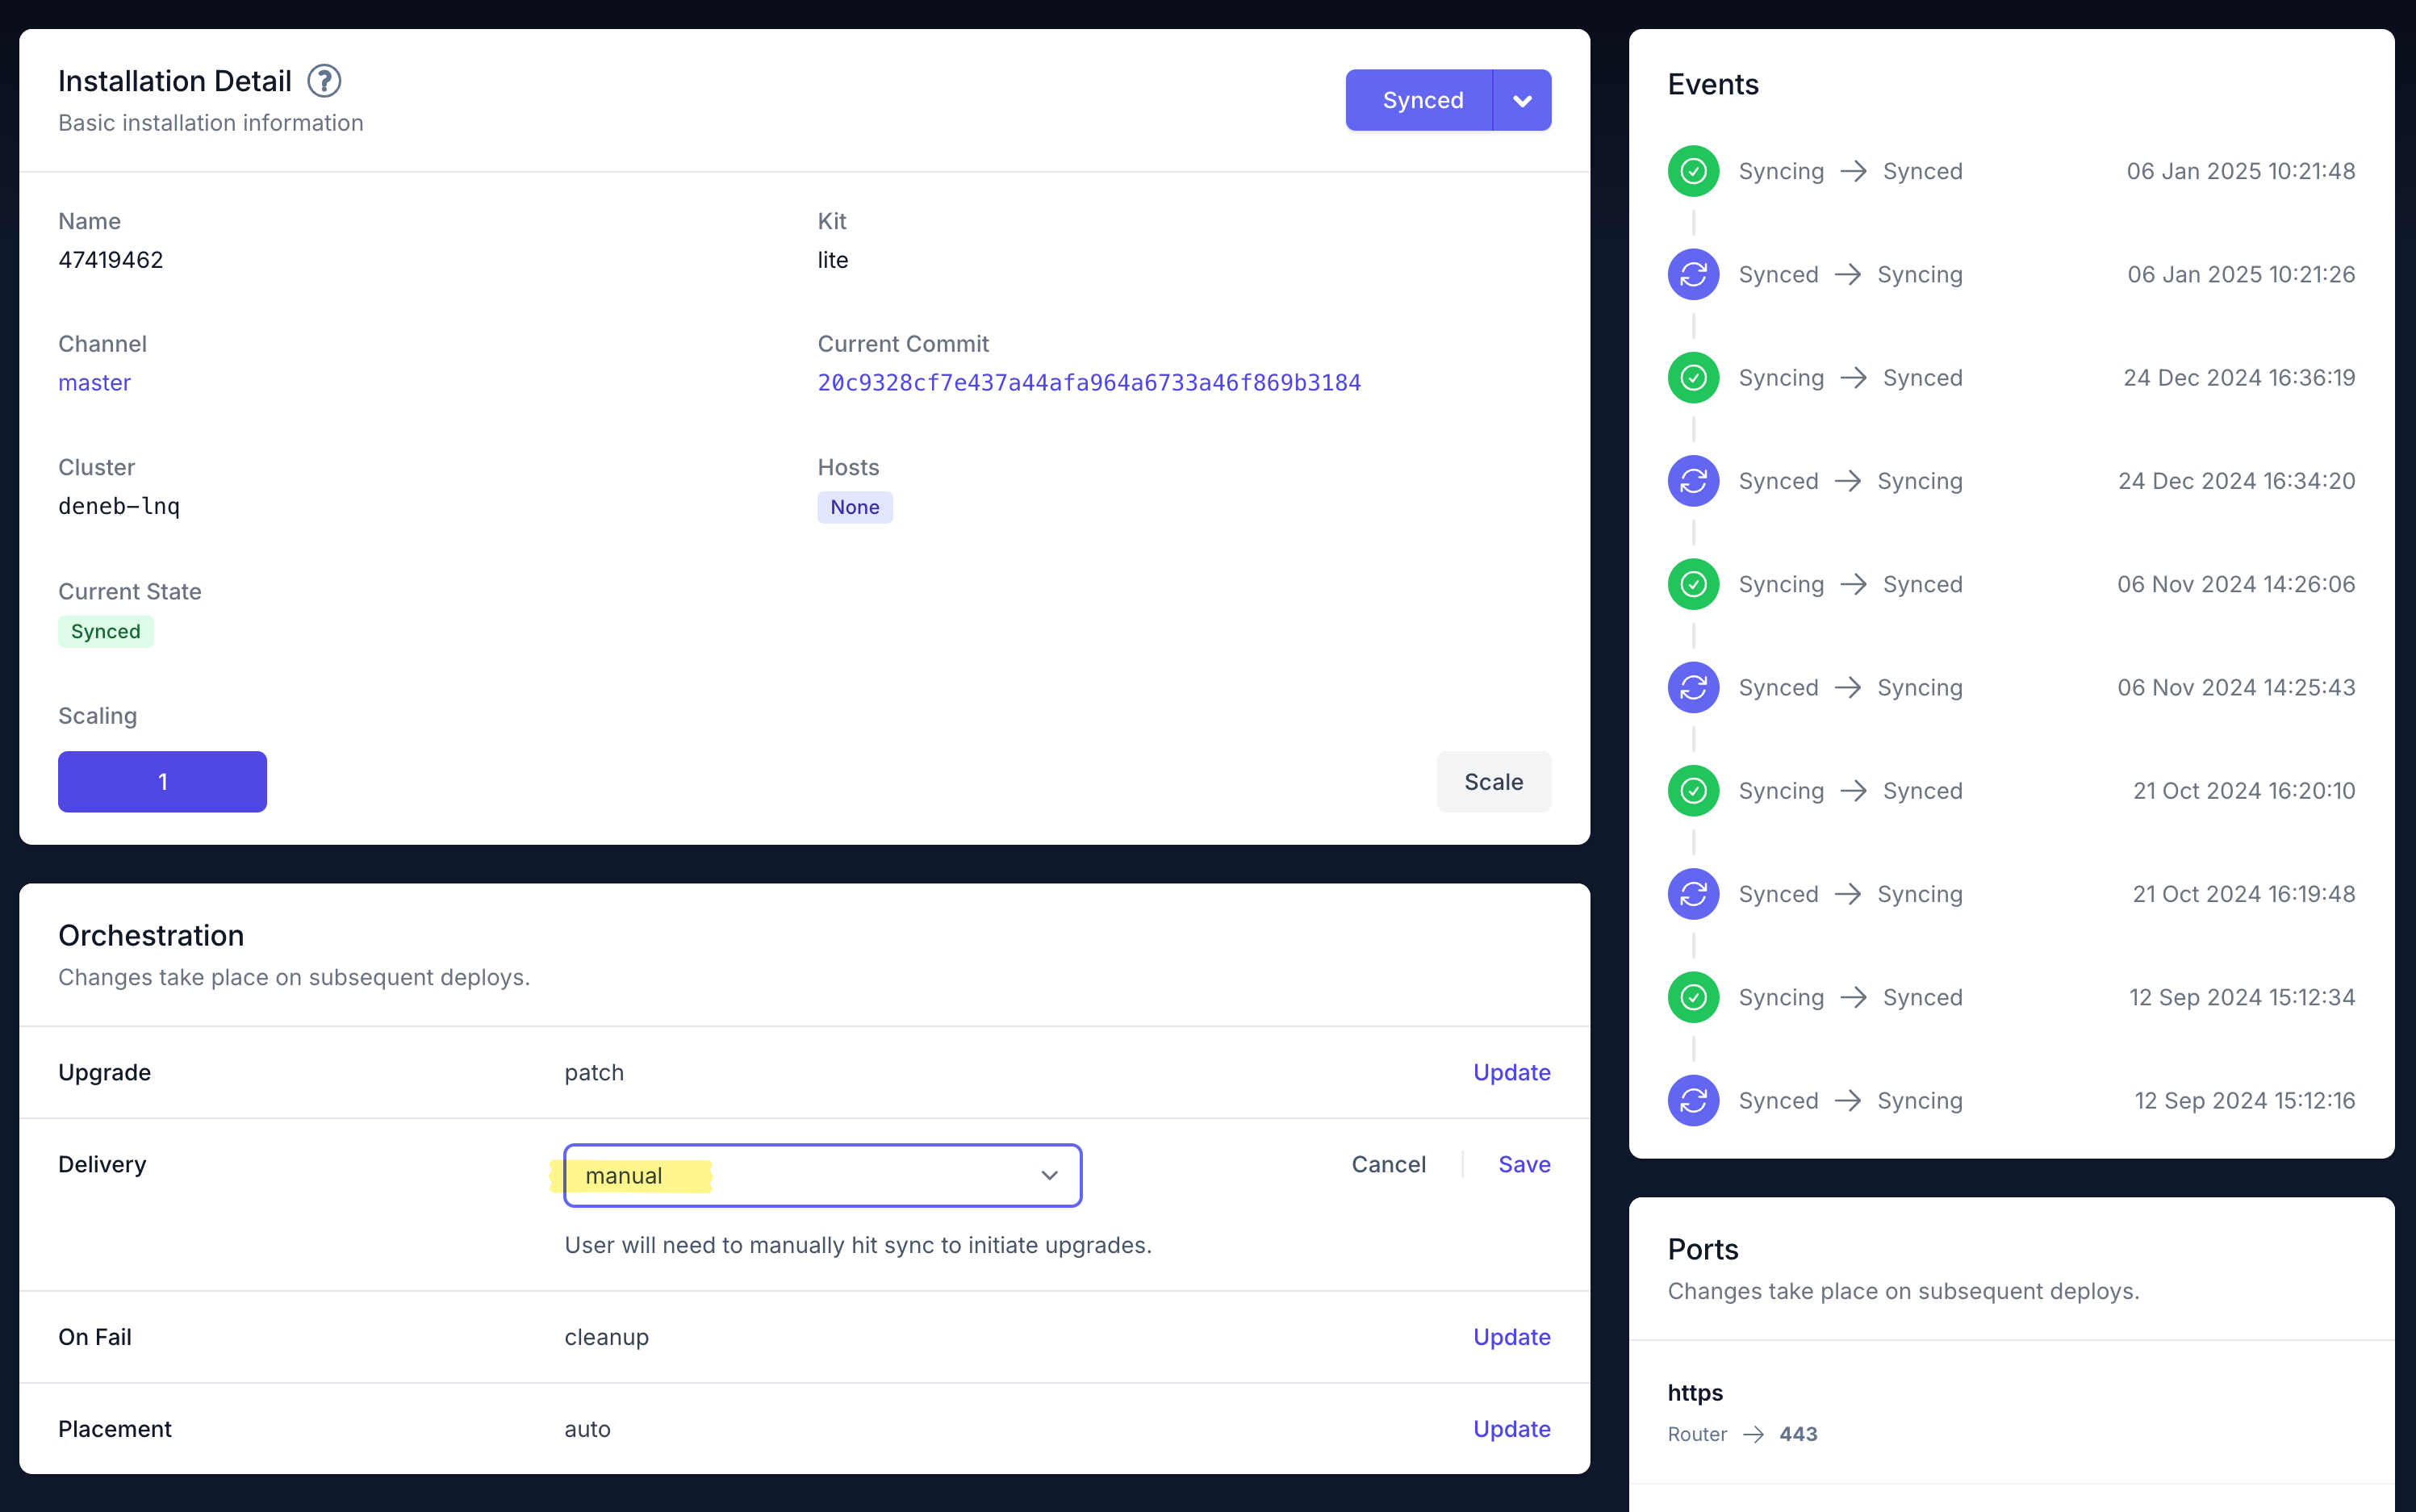 Installation Detail ?
Basic installation information
Synced
Name
47419462
Kit
lite
Channel
master
Current Commit
20c9328cf7e437a44afa964a6733a46f869b3184
Cluster
deneb-lnq
Hosts
None
Current State
Synced
Scaling
1
Scale
Orchestration
Changes take place on subsequent deploys.
Upgrade patch Update
Delivery manual Cancel Save
User will need to manually hit sync to initiate upgrades.
On Fail cleanup Update
Placement auto Update
Events
Syncing → Synced 06 Jan 2025 10:21:48
Synced → Syncing 06 Jan 2025 10:21:26
Syncing → Synced 24 Dec 2024 16:36:19
Synced → Syncing 24 Dec 2024 16:34:20
Syncing → Synced 06 Nov 2024 14:26:06
Synced → Syncing 06 Nov 2024 14:25:43
Syncing → Synced 21 Oct 2024 16:20:10
Synced → Syncing 21 Oct 2024 16:19:48
Syncing → Synced 12 Sep 2024 15:12:34
Synced → Syncing 12 Sep 2024 15:12:16
Ports
Changes take place on subsequent deploys.
https
Router → 443